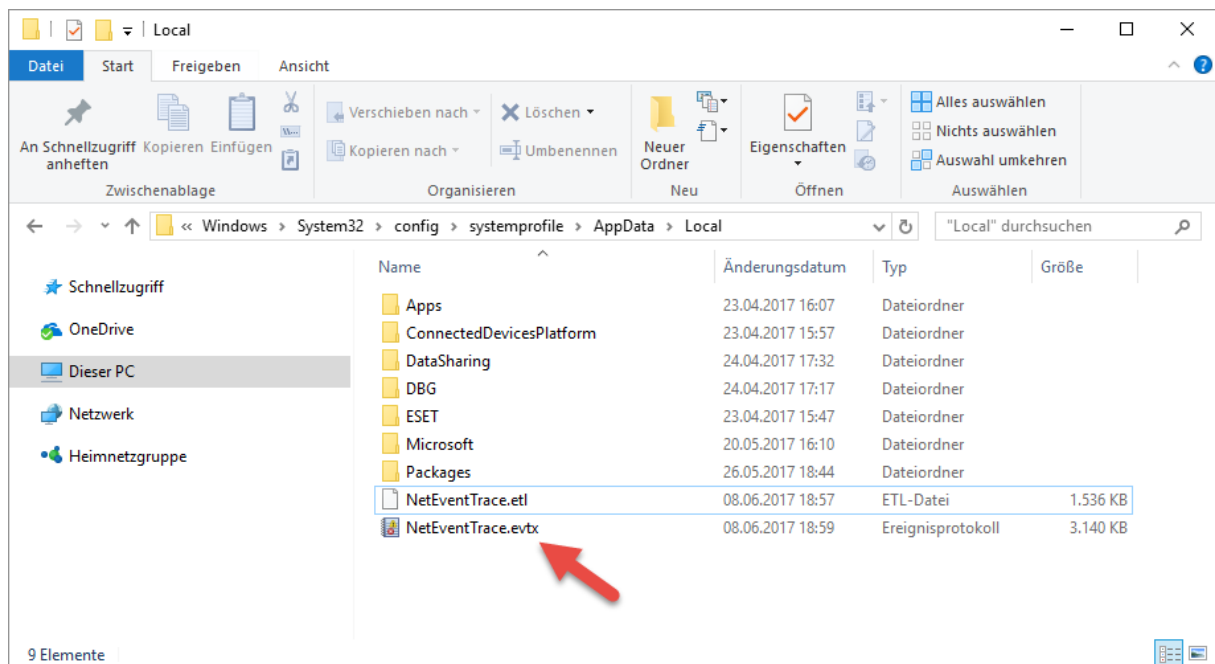 Local
Datei Start Freigeben Ansicht
An Schnellzugriff anheften
Kopieren
Einfügen
Zwischenablage
Verschieben nach
Kopieren nach
Löschen
Umbenennen
Organisieren
Neuer Ordner
Neu
Eigenschaften
Öffnen
Alles auswählen
Nichts auswählen
Auswahl umkehren
Auswählen
« Windows > System32 > config > systemprofile > AppData > Local
"Local" durchsuchen
Schnellzugriff
OneDrive
Dieser PC
Netzwerk
Heimnetzgruppe
Name Änderungsdatum Typ Größe
Apps 23.04.2017 16:07 Dateiordner
ConnectedDevicesPlatform 23.04.2017 15:57 Dateiordner
DataSharing 24.04.2017 17:32 Dateiordner
DBG 24.04.2017 17:17 Dateiordner
ESET 23.04.2017 15:47 Dateiordner
Microsoft 20.05.2017 16:10 Dateiordner
Packages 26.05.2017 18:44 Dateiordner
NetEventTrace.etl 08.06.2017 18:57 ETL-Datei 1.536 KB
NetEventTrace.evtx 08.06.2017 18:59 Ereignisprotokoll 3.140 KB
9 Elemente